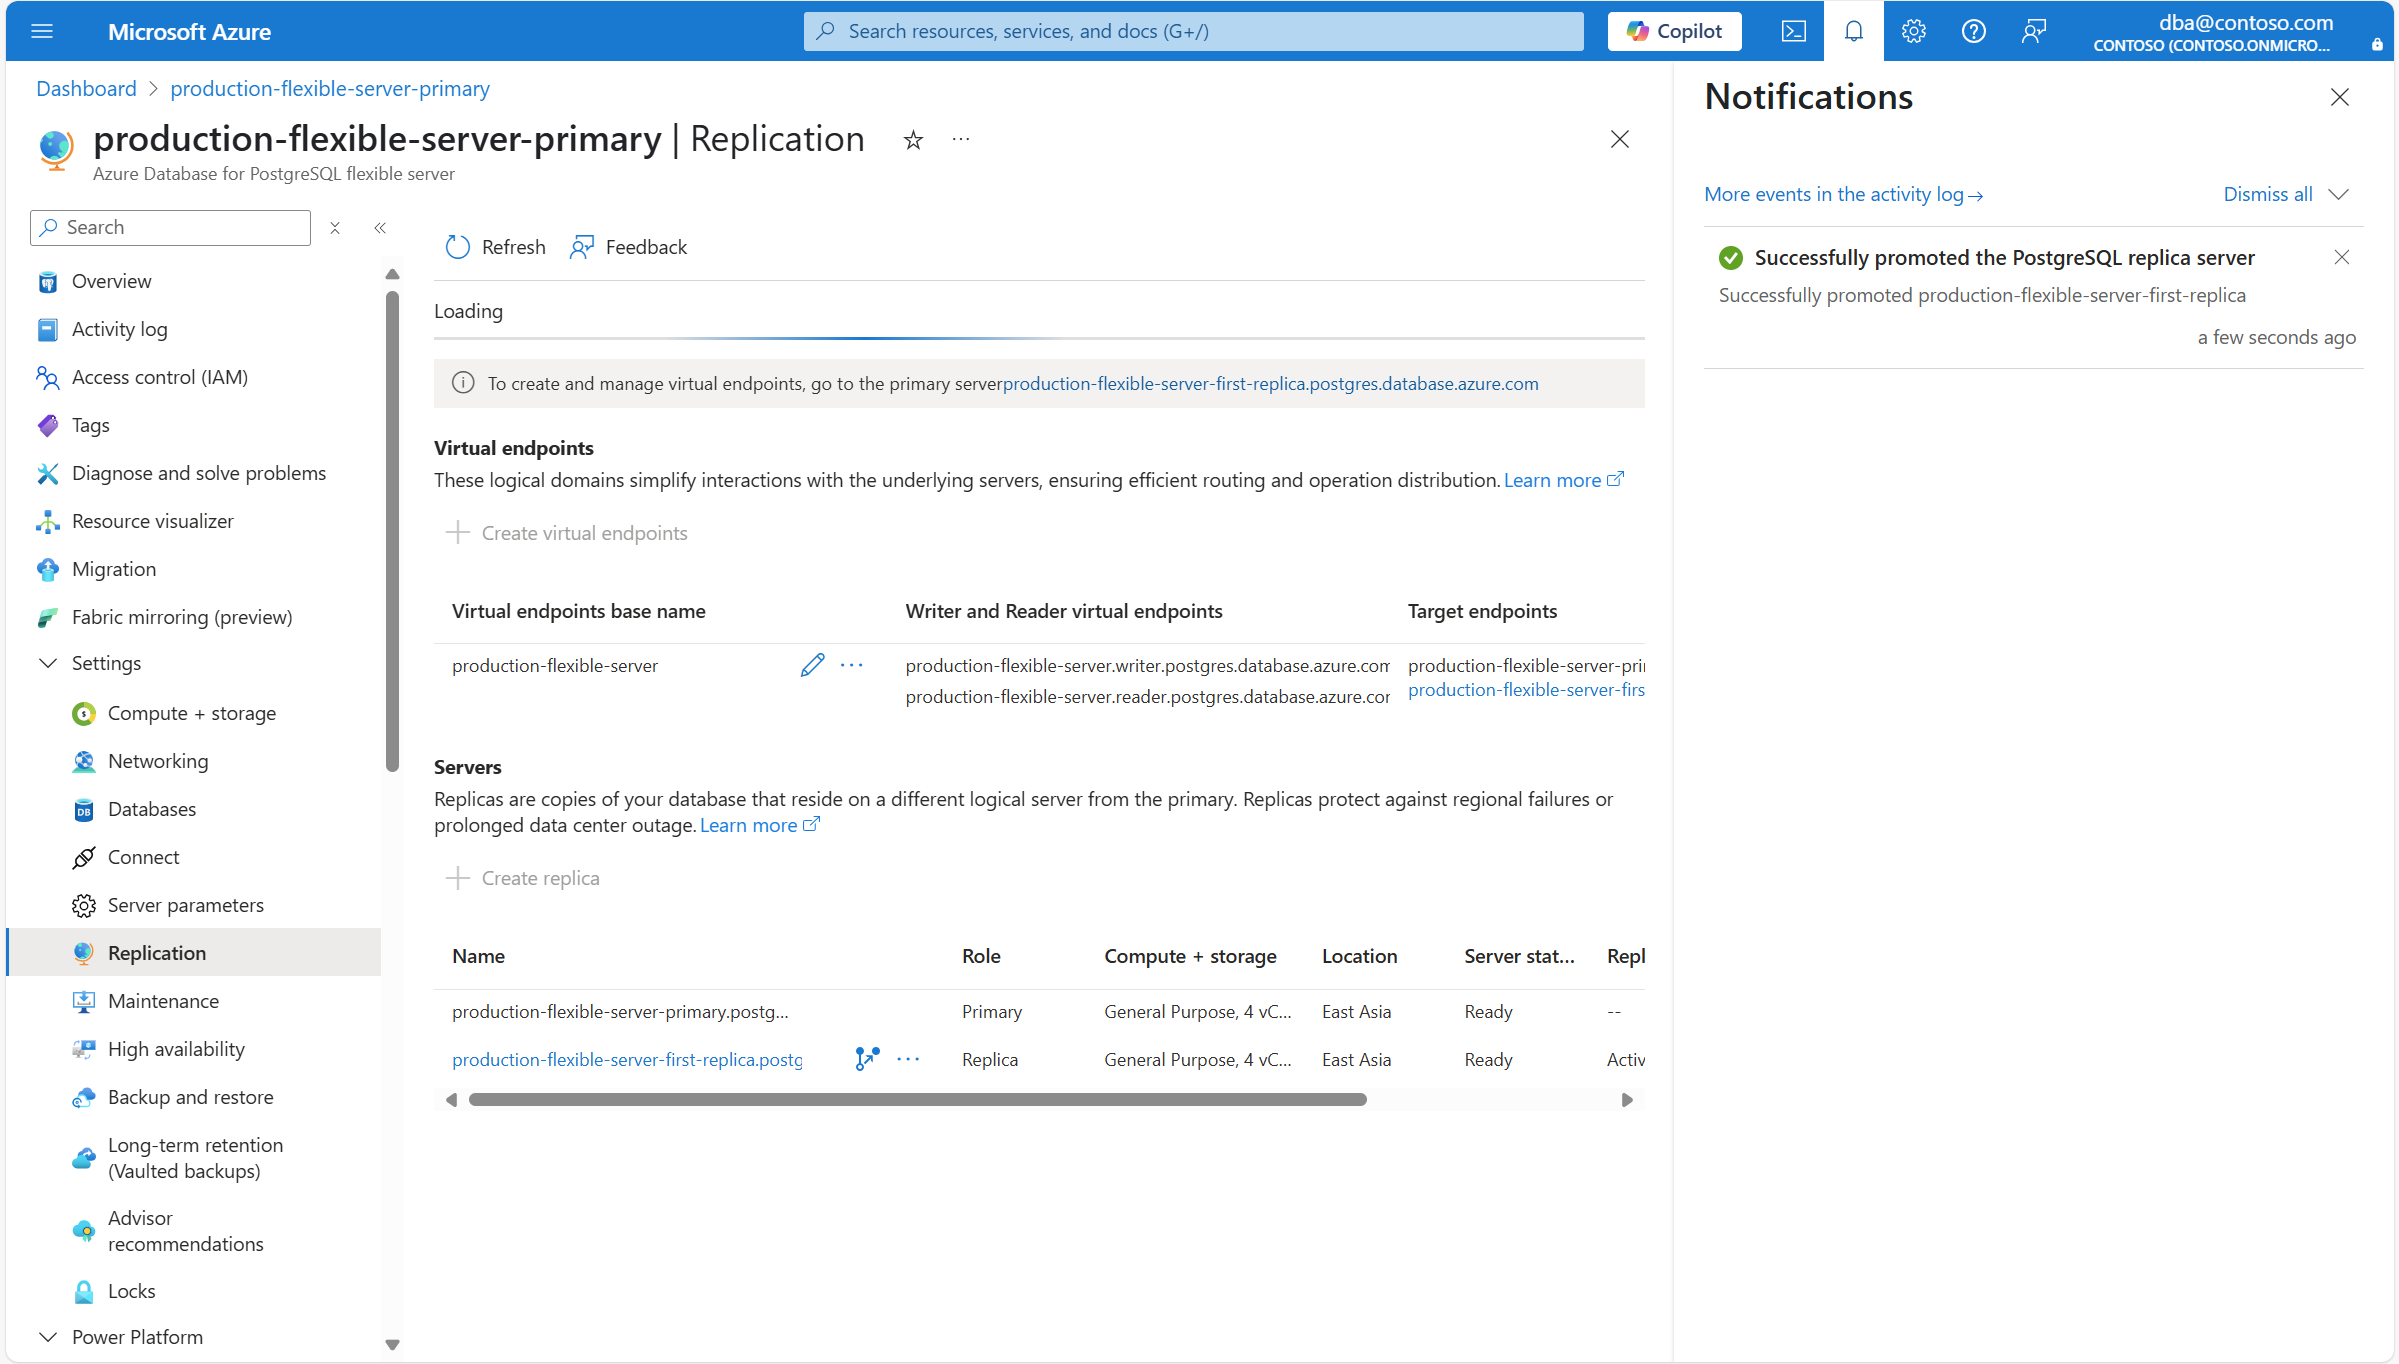 Microsoft Azure
Search resources, services, and docs (G+/)
Copilot
dba@contoso.com
CONTOSO (CONTOSO.ONMICRO...
Dashboard > production-flexible-server-primary
production-flexible-server-primary | Replication
Azure Database for PostgreSQL flexible server
Search
Overview
Activity log
Access control (IAM)
Tags
Diagnose and solve problems
Resource visualizer
Migration
Fabric mirroring (preview)
Settings
Compute + storage
Networking
Databases
Connect
Server parameters
Replication
Maintenance
High availability
Backup and restore
Long-term retention
(Vaulted backups)
Advisor
recommendations
Locks
Power Platform
Refresh
Feedback
Loading
To create and manage virtual endpoints, go to the primary serverproduction-flexible-server-first-replica.postgres.database.azure.com
Virtual endpoints
These logical domains simplify interactions with the underlying servers, ensuring efficient routing and operation distribution. Learn more
Create virtual endpoints
Virtual endpoints base name
Writer and Reader virtual endpoints
Target endpoints
production-flexible-server
production-flexible-server.writer.postgres.database.azure.com
production-flexible-server-pri
production-flexible-server.reader.postgres.database.azure.com
production-flexible-server-firs
Servers
Replicas are copies of your database that reside on a different logical server from the primary. Replicas protect against regional failures or
prolonged data center outage. Learn more
Create replica
Name Role Compute + storage Location Server stat... Repl
production-flexible-server-primary.postg... Primary General Purpose, 4 vC... East Asia Ready --
production-flexible-server-first-replica.postg Replica General Purpose, 4 vC... East Asia Ready Activ
Notifications
More events in the activity log→
Dismiss all
Successfully promoted the PostgreSQL replica server
Successfully promoted production-flexible-server-first-replica
a few seconds ago